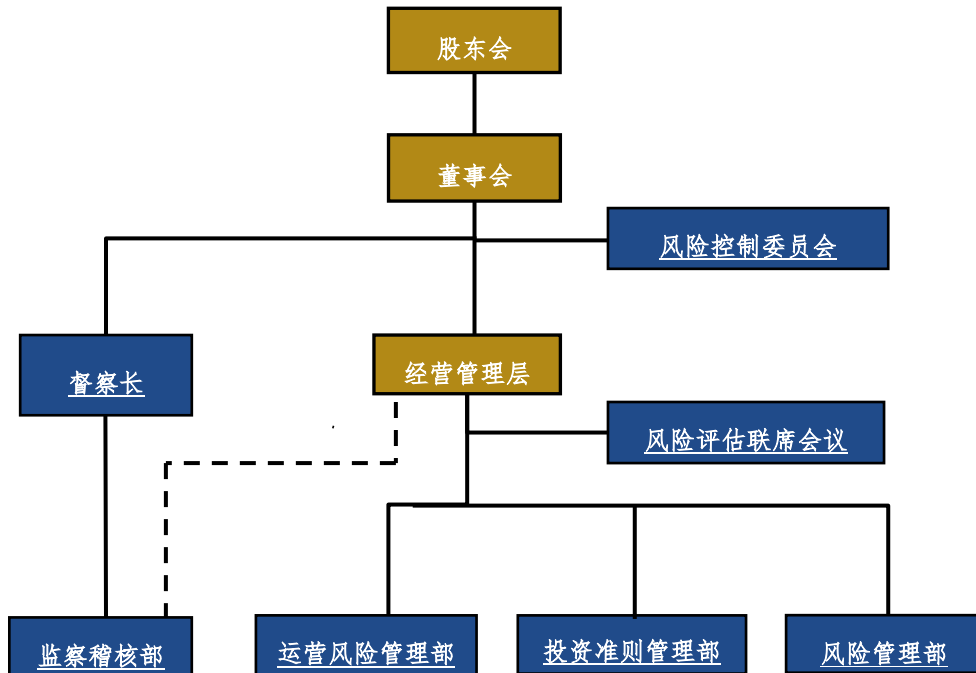 股东会
董事会
风险控制委员会
督察长
经营管理层
风险评估联席会议
监察稽核部
运营风险管理部
投资准则管理部
风险管理部